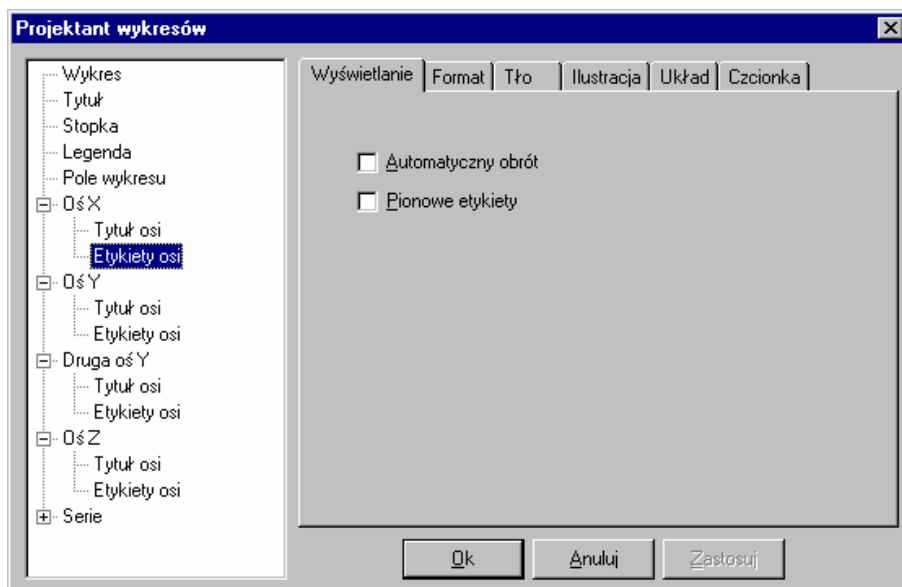 Projektant wykresów
Wykres
Tytuł
Stopka
Legenda
Pole wykresu
Oś X
Tytuł osi
Etykiety osi
Oś Y
Tytuł osi
Etykiety osi
Druga oś Y
Tytuł osi
Etykiety osi
Oś Z
Tytuł osi
Etykiety osi
Serie
Wyświetlanie Format Tło Ilustracja Układ Czcionka
Automatyczny obrót
Pionowe etykiety
Ok Anuluj Zastosuj